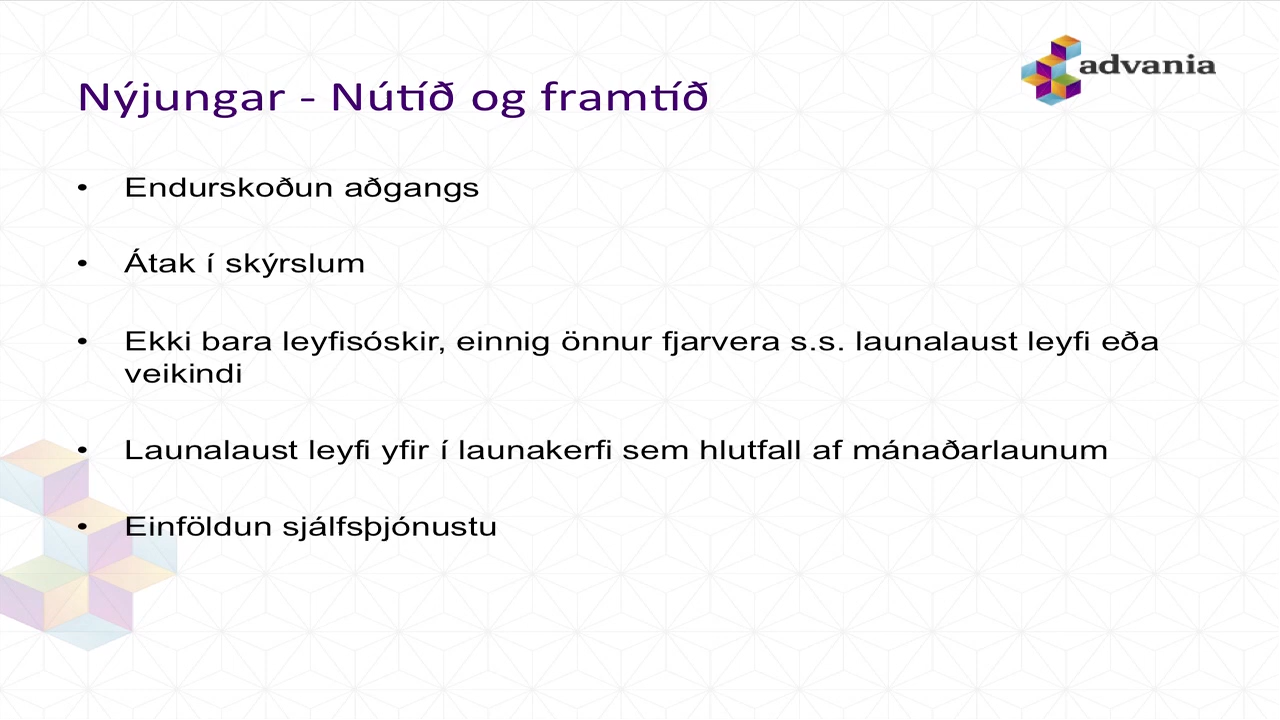 advania
Nýjungar - Nútíð og framtíð
• Endurskoðun aðgangs
• Átak í skýrslum
• Ekki bara leyfisóskir, einnig önnur fjarvera s.s. launalaust leyfi eða
veikindi
• Launalaust leyfi yfir í launakerfi sem hlutfall af mánaðarlaunum
• Einföldun sjálfsþjónustu